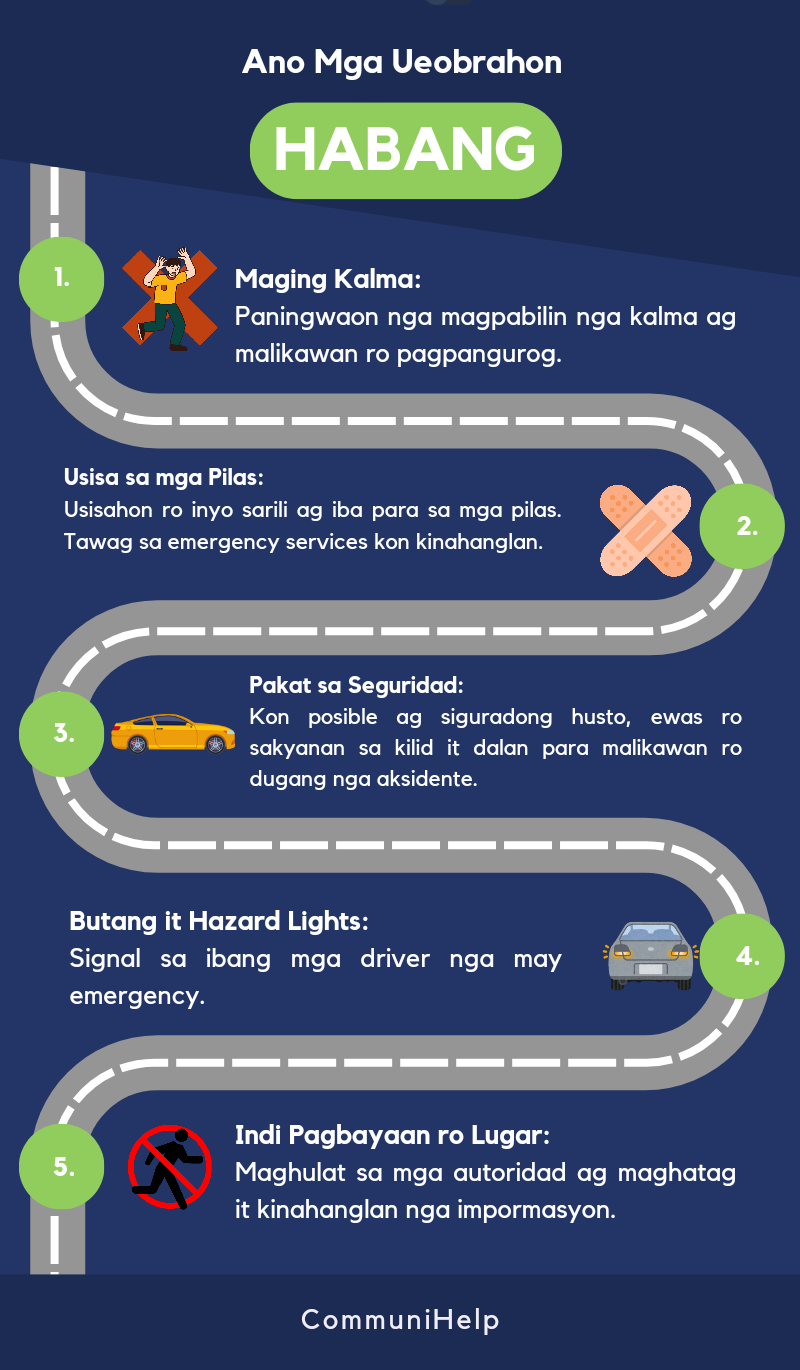 Ano Mga Ueobrahon
HABANG
1.
Maging Kalma:
Paningwaon nga magpabilin nga kalma ag
malikawan ro pagpangurog.
Usisa sa mga Pilas:
Usisahon ro inyo sarili ag iba para sa mga pilas.
Tawag sa emergency services kon kinahanglan.
2.
3.
Pakat sa Seguridad:
Kon posible ag siguradong husto, ewas ro
sakyanan sa kilid it dalan para malikawan ro
dugang nga aksidente.
Butang it Hazard Lights:
Signal sa ibang mga driver nga may
emergency.
4.
5.
Indi Pagbayaan ro Lugar:
Maghulat sa mga autoridad ag maghatag
it kinahanglan nga impormasyon.
CommuniHelp